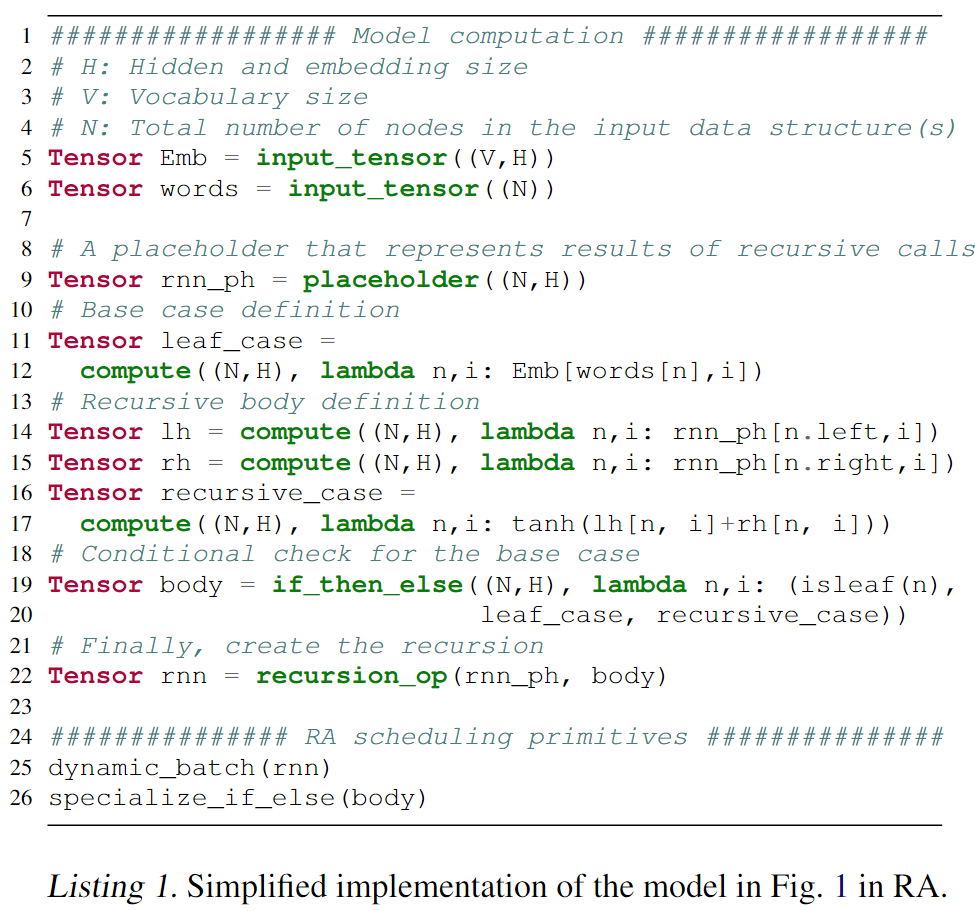 1 ################## Model computation ##################
2 # H: Hidden and embedding size
3 # V: Vocabulary size
4 # N: Total number of nodes in the input data structure(s)
5 Tensor Emb = input_tensor((V,H))
6 Tensor words = input_tensor((N))
7
8 # A placeholder that represents results of recursive calls
9 Tensor rnn_ph = placeholder((N,H))
10 # Base case definition
11 Tensor leaf_case =
12   compute((N,H), lambda n,i: Emb[words[n],i])
13 # Recursive body definition
14 Tensor lh = compute((N,H), lambda n,i: rnn_ph[n.left,i])
15 Tensor rh = compute((N,H), lambda n,i: rnn_ph[n.right,i])
16 Tensor recursive_case =
17   compute((N,H), lambda n,i: tanh(lh[n, i]+rh[n, i]))
18 # Conditional check for the base case
19 Tensor body = if_then_else((N,H), lambda n,i: (isleaf(n),
20                            leaf_case, recursive_case))
21 # Finally, create the recursion
22 Tensor rnn = recursion_op(rnn_ph, body)
23
24 ############### RA scheduling primitives ###############
25 dynamic_batch(rnn)
26 specialize_if_else(body)
Listing 1. Simplified implementation of the model in Fig. 1 in RA.